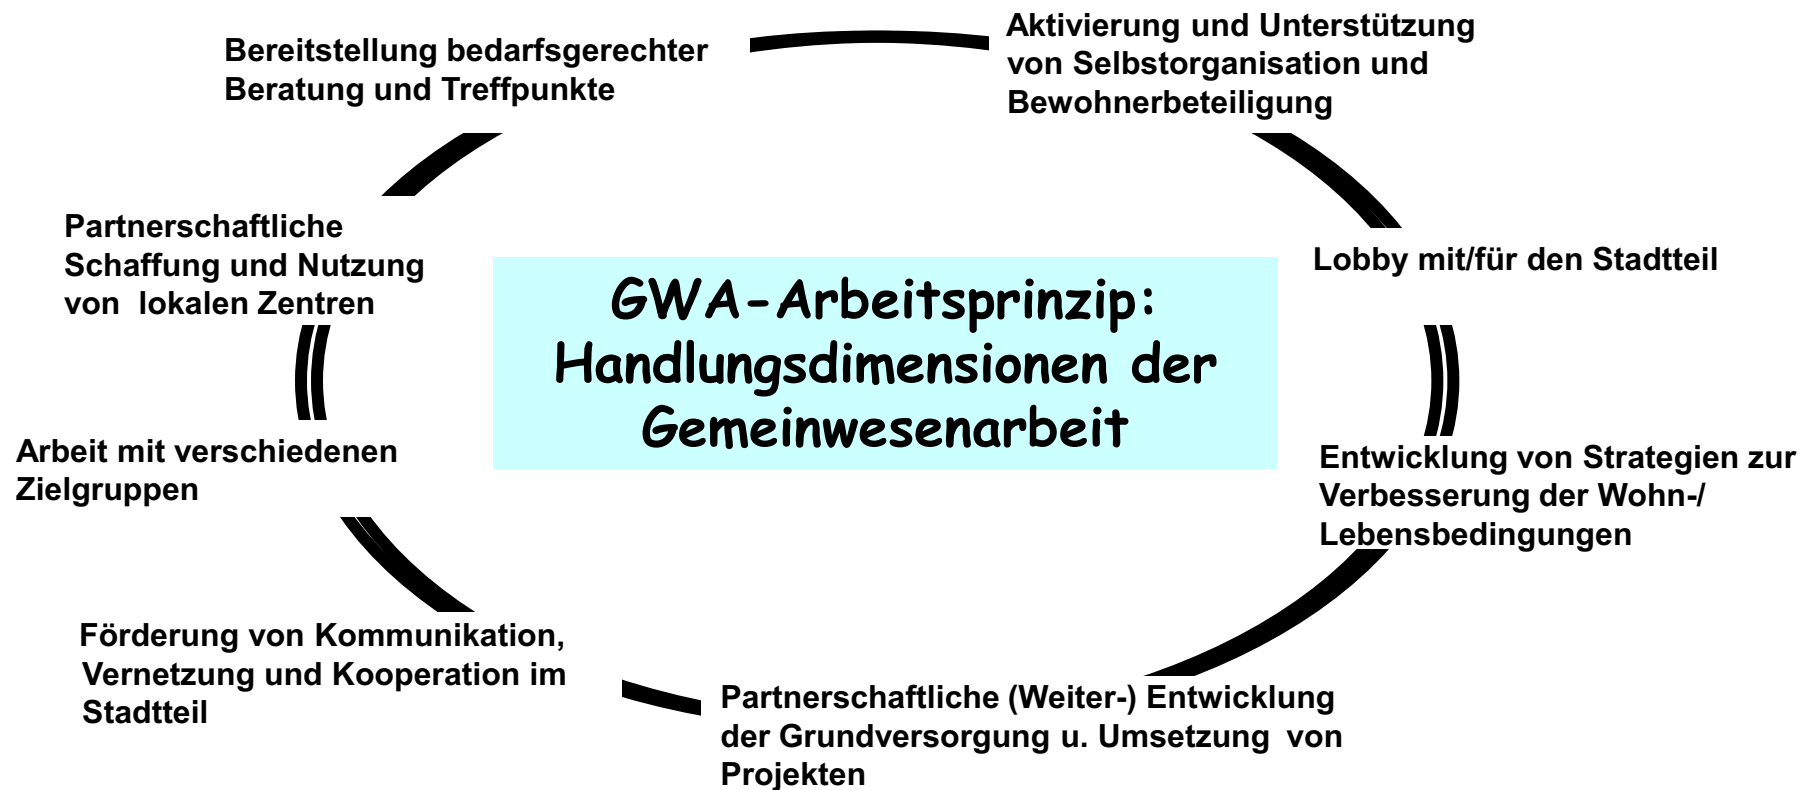 Bereitstellung bedarfsgerechter
Beratung und Treffpunkte
Aktivierung und Unterstützung
von Selbstorganisation und
Bewohnerbeteiligung
Partnerschaftliche
Schaffung und Nutzung
von lokalen Zentren
GWA-Arbeitsprinzip:
Handlungsdimensionen der
Gemeinwesenarbeit
Lobby mit/für den Stadtteil
Arbeit mit verschiedenen
Zielgruppen
Entwicklung von Strategien zur
Verbesserung der Wohn-/
Lebensbedingungen
Förderung von Kommunikation,
Vernetzung und Kooperation im
Stadtteil
Partnerschaftliche (Weiter-) Entwicklung
der Grundversorgung u. Umsetzung von
Projekten